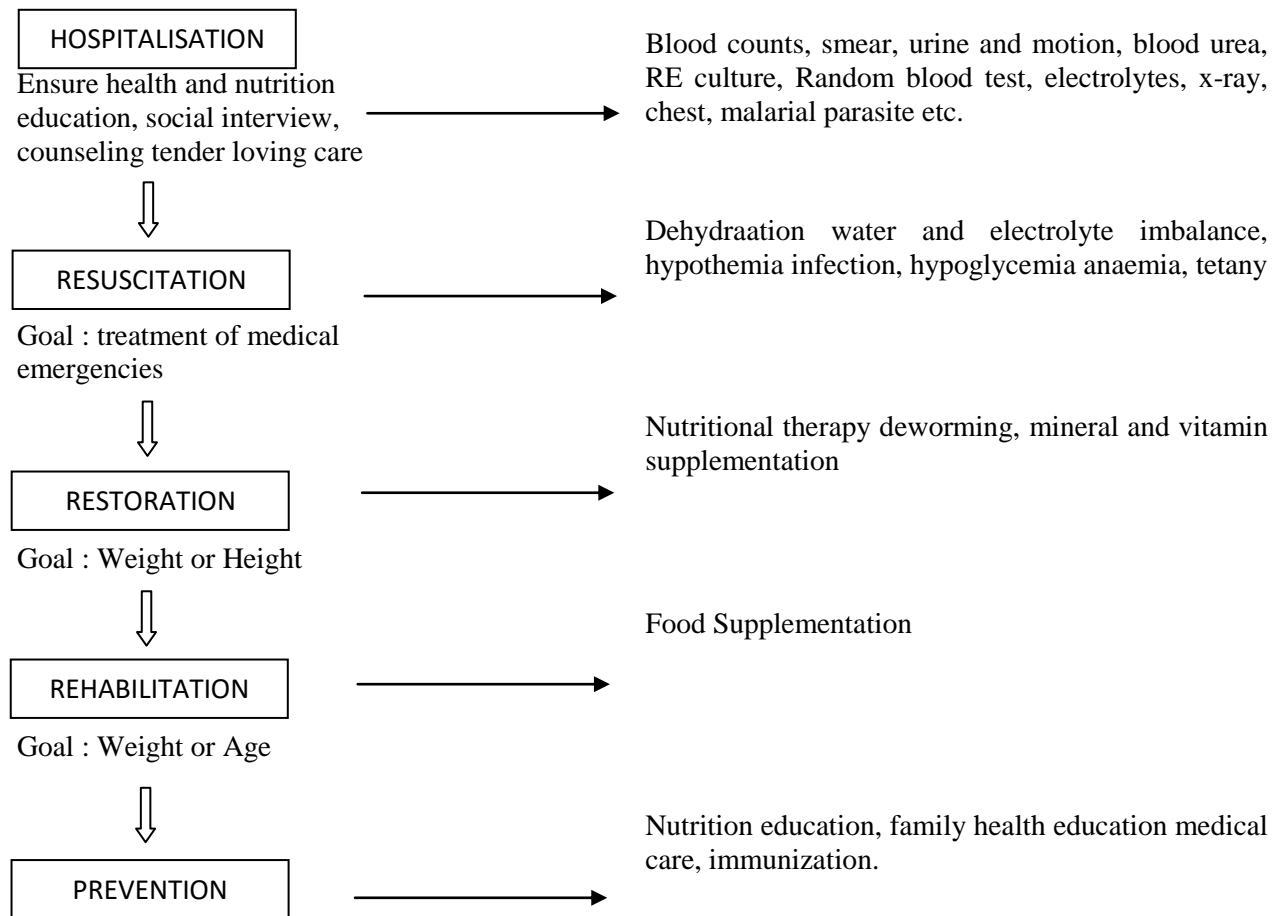 HOSPITALISATION
Ensure health and nutrition
education, social interview,
counseling tender loving care
Blood counts, smear, urine and motion, blood urea,
RE culture, Random blood test, electrolytes, x-ray,
chest, malarial parasite etc.
RESUSCITATION
Goal : treatment of medical
emergencies
Dehydraation water and electrolyte imbalance,
hypothemia infection, hypoglycemia anaemia, tetany
RESTORATION
Goal : Weight or Height
Nutritional therapy deworming, mineral and vitamin
supplementation
REHABILITATION
Goal : Weight or Age
Food Supplementation
PREVENTION
Nutrition education, family health education medical
care, immunization.